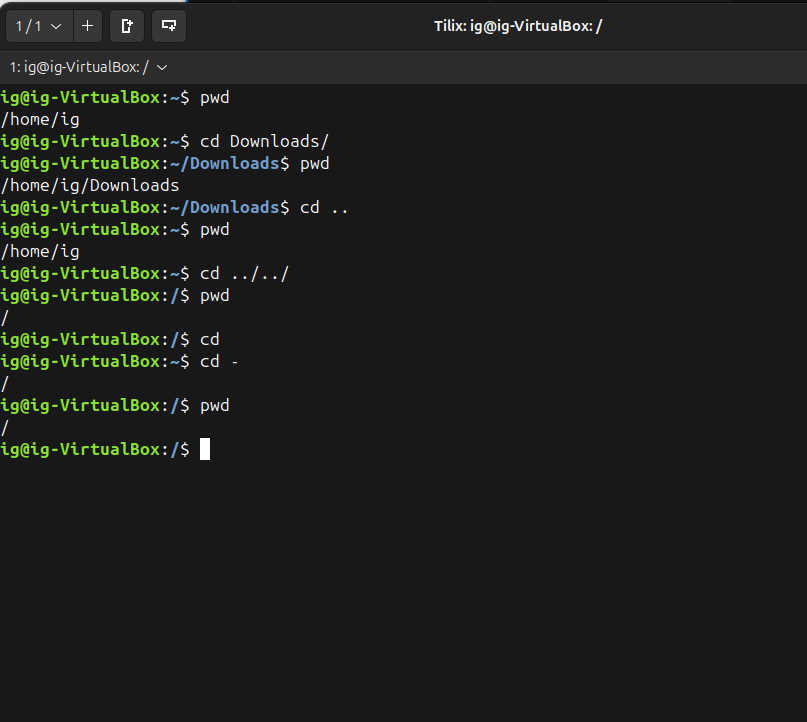 1 / 1
Tilix: ig@ig-VirtualBox: /
1: ig@ig-VirtualBox: /
ig@ig-VirtualBox:~$ pwd
/home/ig
ig@ig-VirtualBox:~$ cd Downloads/
ig@ig-VirtualBox:~/Downloads$ pwd
/home/ig/Downloads
ig@ig-VirtualBox:~/Downloads$ cd ..
ig@ig-VirtualBox:~$ pwd
/home/ig
ig@ig-VirtualBox:~$ cd ../../
ig@ig-VirtualBox:/$ pwd
/
ig@ig-VirtualBox:/$ cd
ig@ig-VirtualBox:~$ cd -
/
ig@ig-VirtualBox:/$ pwd
/
ig@ig-VirtualBox:/$